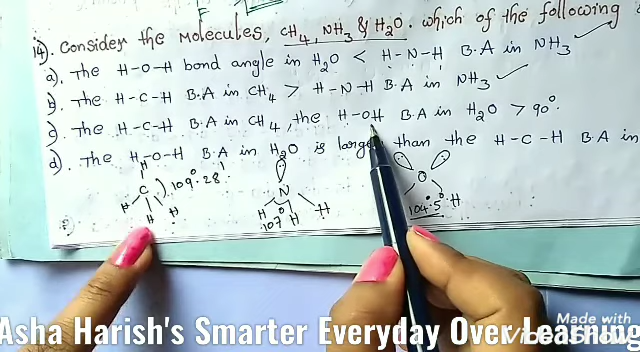 14). Consider the Molecules, CH4, NH3 & H2O. which of the following
a). The H-O-H bond angle in H2O < H-N-H B.A in NH3 ✓
b). The H-C-H B.A in CH4 > H-N-H B.A in NH3 ✓
c). The H-C-H B.A in CH4, the H-OH B.A in H2O > 90°.
d). The H-O-H B.A in H2O is larger than the H-C-H B.A in
H
C ) 109°.28'.
H H H
N
H H H
107°
O
104.5° H
Asha Harish's Smarter Everyday Over Learning
Made with